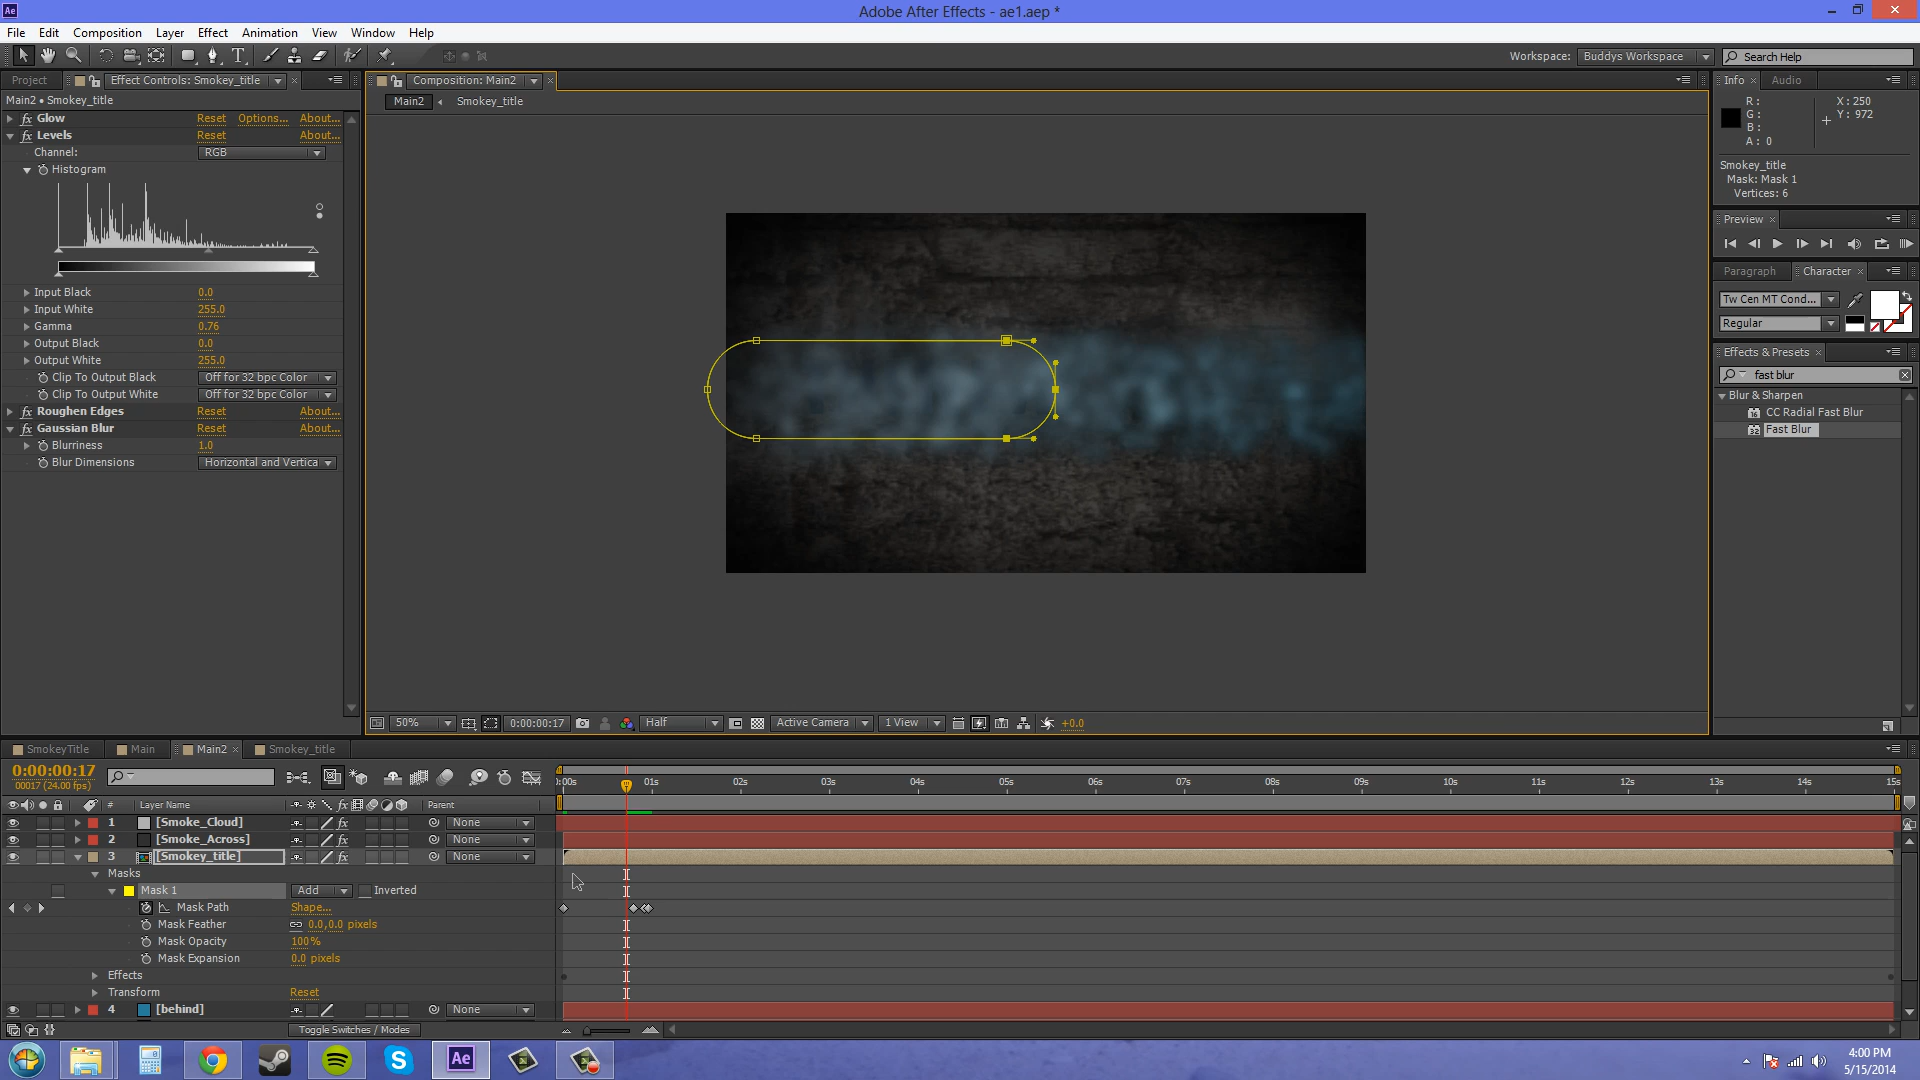 Adobe After Effects - ae1.aep *
File Edit Composition Layer Effect Animation View Window Help
Workspace: Buddys Workspace Search Help
Project Effect Controls: Smokey_title Composition: Main2 Info Audio
Main2 • Smokey_title
Main2 Smokey_title
Glow Reset Options... About...
Levels Reset About...
Channel: RGB
Histogram
Input Black 0.0
Input White 255.0
Gamma 0.76
Output Black 0.0
Output White 255.0
Clip To Output Black Off for 32 bpc Color
Clip To Output White Off for 32 bpc Color
Roughen Edges Reset About...
Gaussian Blur Reset About...
Blurriness 1.0
Blur Dimensions Horizontal and Vertica
R: X: 250
G: Y: 972
B:
A: 0
Smokey_title
Mask: Mask 1
Vertices: 6
Preview
Paragraph Character
Tw Cen MT Cond...
Regular
Effects & Presets
fast blur
Blur & Sharpen
CC Radial Fast Blur
Fast Blur
50% 0:00:00:17 Half Active Camera 1 View +0.0
SmokeyTitle Main Main2 Smokey_title
0:00:00:17
00017 (24.00 fps)
:00s 01s 02s 03s 04s 05s 06s 07s 08s 09s 10s 11s 12s 13s 14s 15s
# Layer Name Parent
1 [Smoke_Cloud] None
2 [Smoke_Across] None
3 [Smokey_title] None
Masks
Mask 1 Add Inverted
Mask Path Shape...
Mask Feather 0.0,0.0 pixels
Mask Opacity 100%
Mask Expansion 0.0 pixels
Effects
Transform Reset
4 [behind] None
Toggle Switches / Modes
Ae
4:00 PM
5/15/2014